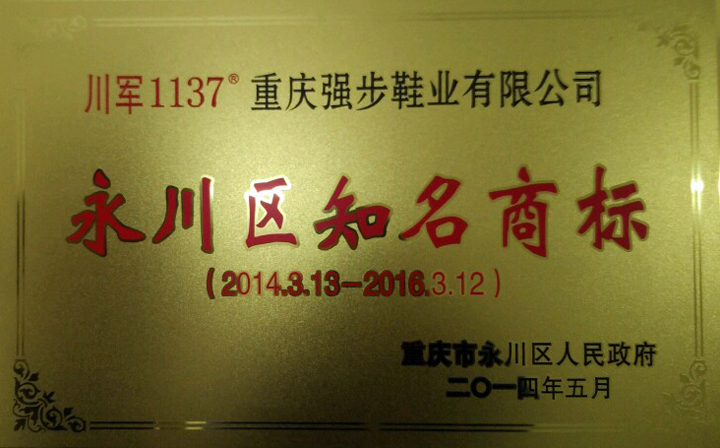 川军1137®重庆强步鞋业有限公司
永川区知名商标
(2014.3.13-2016.3.12)
重庆市永川区人民政府
二〇一四年五月